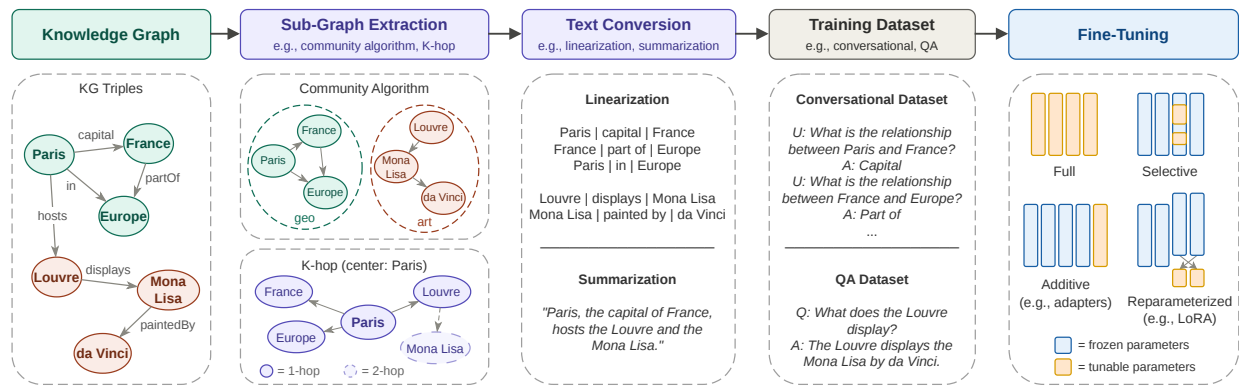 Knowledge Graph
Sub-Graph Extraction
e.g., community algorithm, K-hop
Text Conversion
e.g., linearization, summarization
Training Dataset
e.g., conversational, QA
Fine-Tuning
KG Triples
Paris
capital
France
in
partOf
Europe
hosts
Louvre
displays
Mona
Lisa
paintedBy
da Vinci
Community Algorithm
France
Paris
Europe
geo
Louvre
Mona
Lisa
da Vinci
art
K-hop (center: Paris)
France
Louvre
Paris
Europe
Mona Lisa
= 1-hop
= 2-hop
Linearization
Paris | capital | France
France | part of | Europe
Paris | in | Europe
Louvre | displays | Mona Lisa
Mona Lisa | painted by | da Vinci
Summarization
"Paris, the capital of France,
hosts the Louvre and the
Mona Lisa."
Conversational Dataset
U: What is the relationship
between Paris and France?
A: Capital
U: What is the relationship
between France and Europe?
A: Part of
...
QA Dataset
Q: What does the Louvre
display?
A: The Louvre displays the
Mona Lisa by da Vinci.
Full
Selective
Additive
(e.g., adapters)
Reparameterized
(e.g., LoRA)
= frozen parameters
= tunable parameters